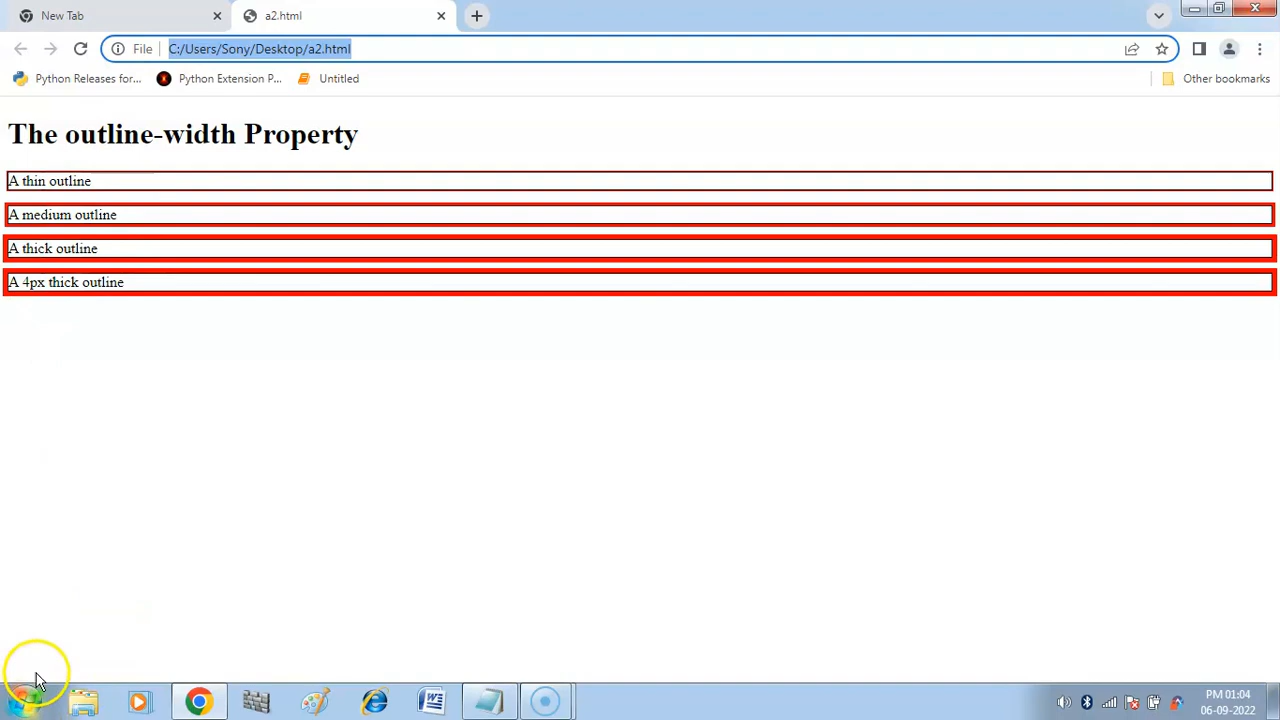 New Tab
a2.html
File
C:/Users/Sony/Desktop/a2.html
Python Releases for...
Python Extension P...
Untitled
Other bookmarks
The outline-width Property
A thin outline
A medium outline
A thick outline
A 4px thick outline
PM 01:04
06-09-2022